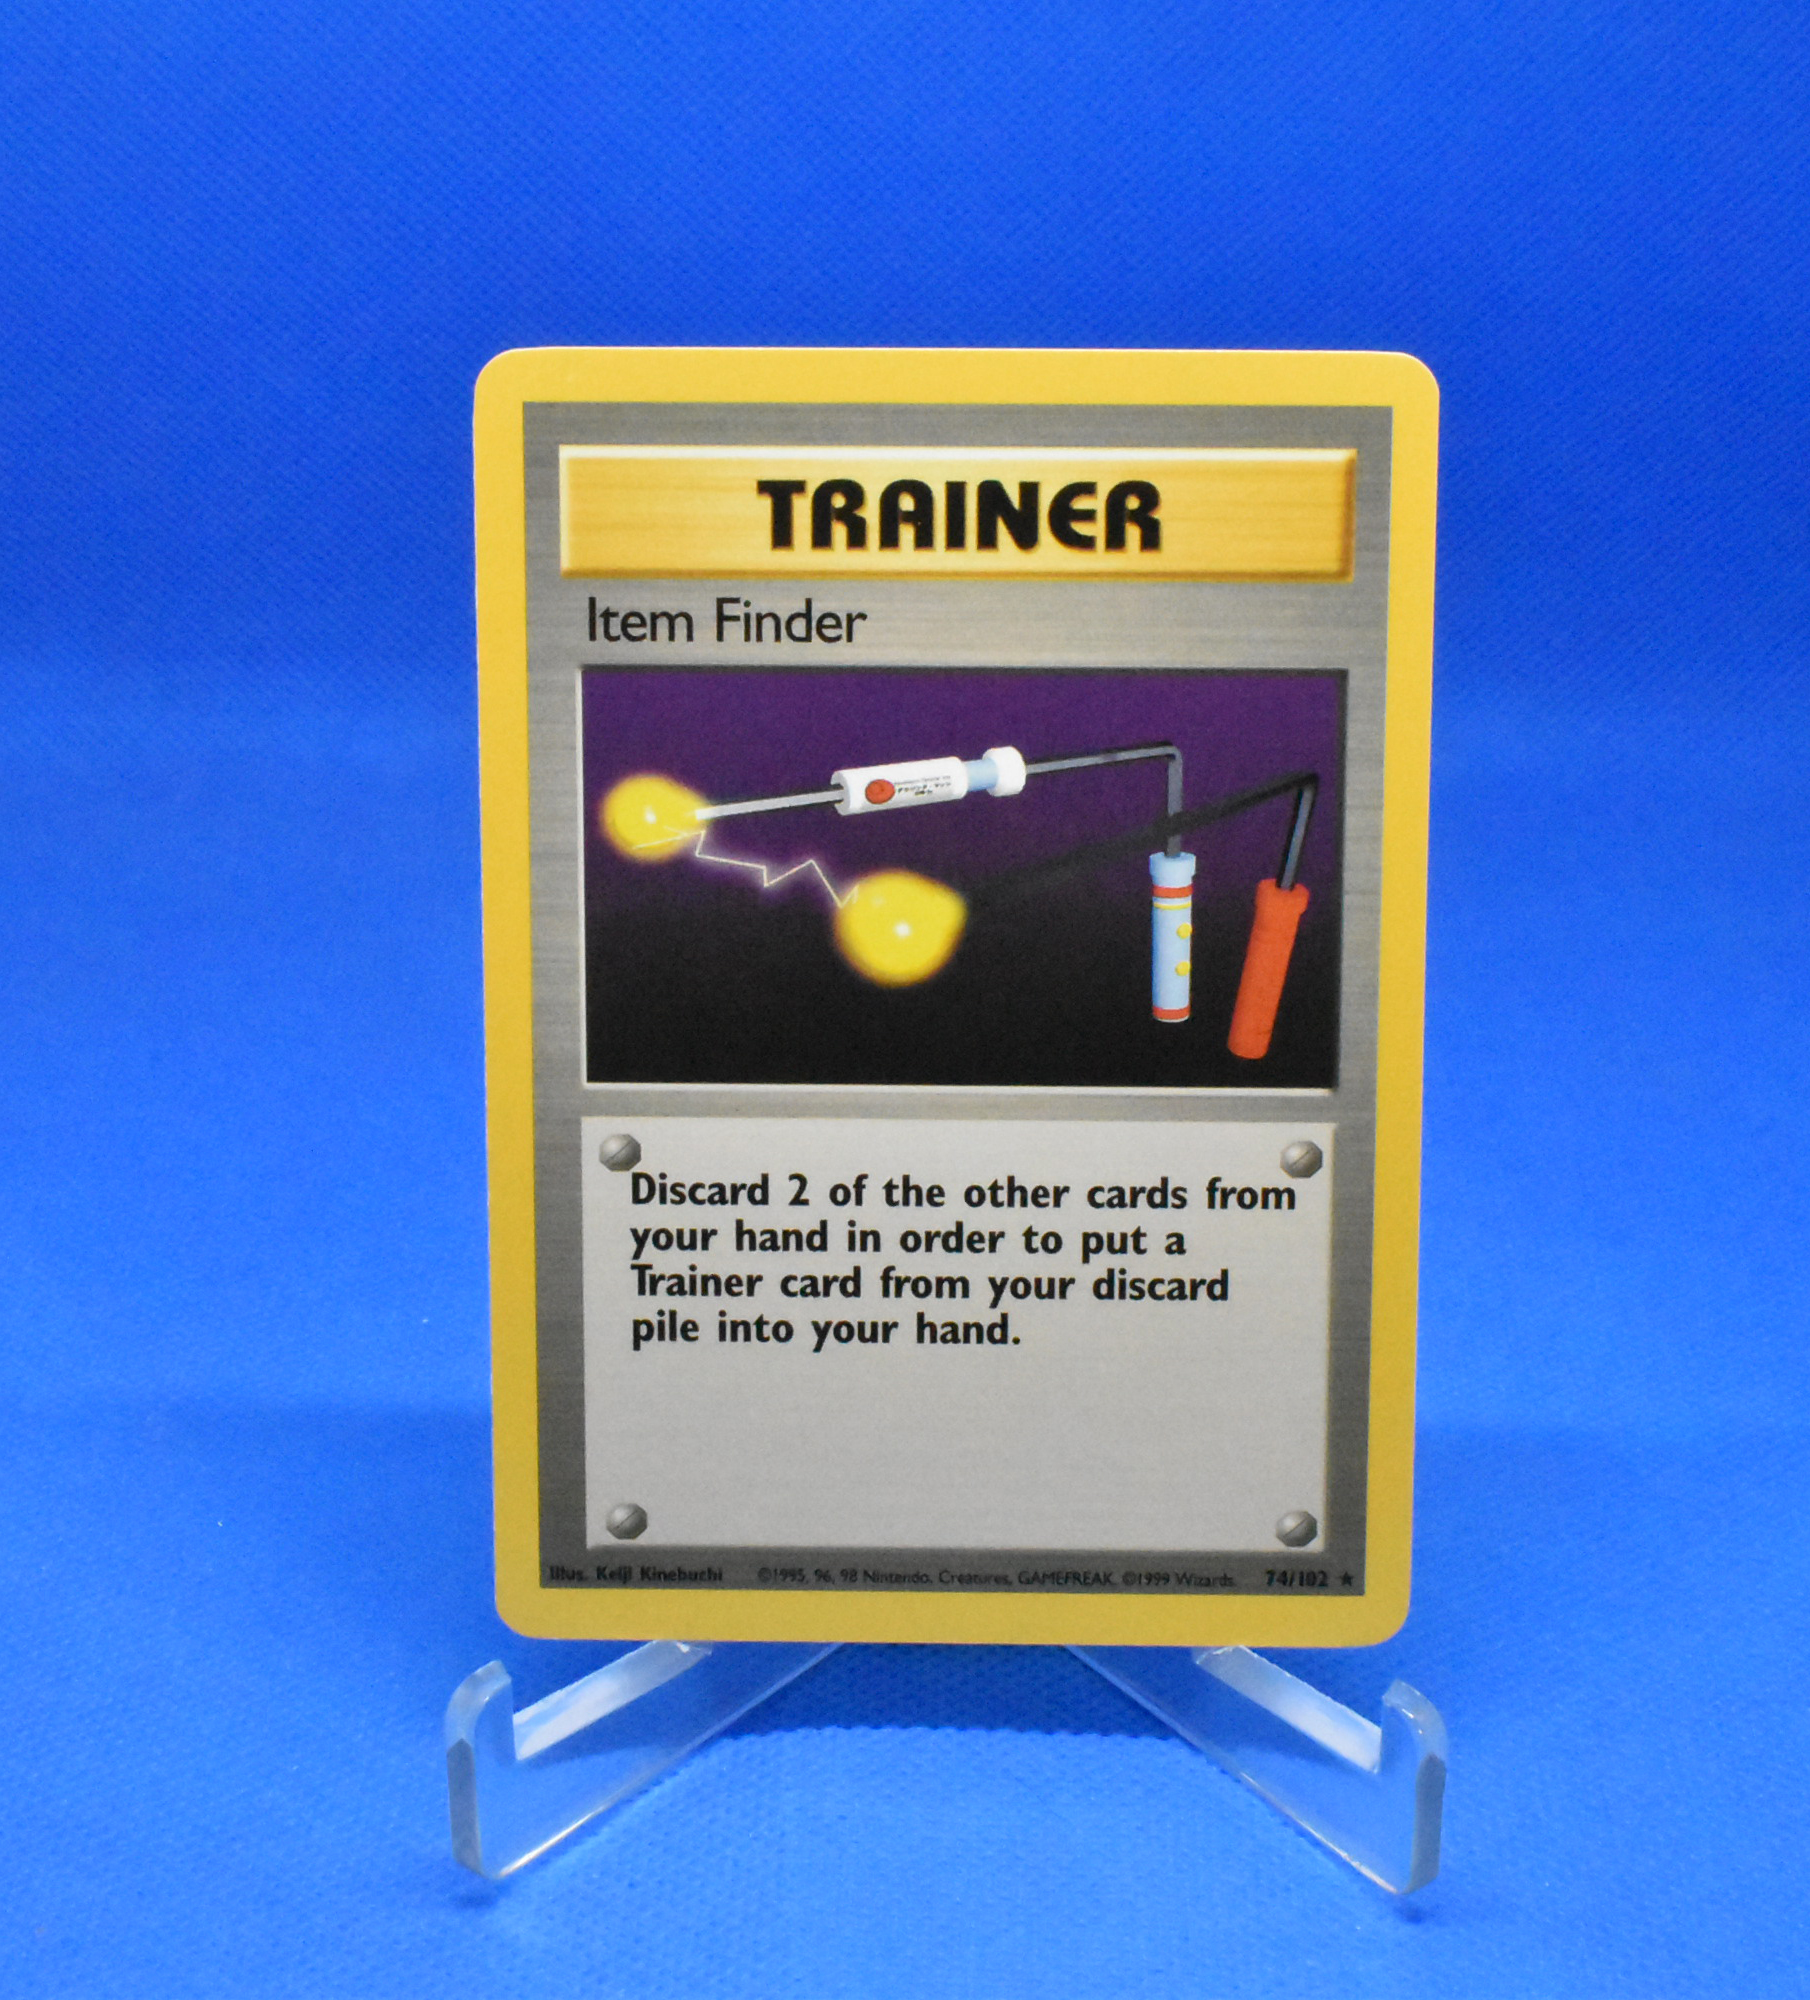 TRAINER
Item Finder
Discard 2 of the other cards from
your hand in order to put a
Trainer card from your discard
pile into your hand.
Illus. Keiji Kinebuchi ©1995, 96, 98 Nintendo, Creatures, GAMEFREAK. ©1999 Wizards. 74/102 ★